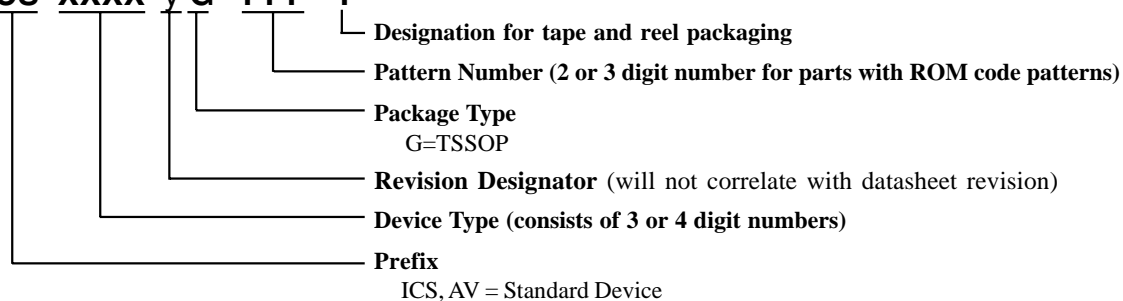 Designation for tape and reel packaging
Pattern Number (2 or 3 digit number for parts with ROM code patterns)
Package Type
G=TSSOP
Revision Designator (will not correlate with datasheet revision)
Device Type (consists of 3 or 4 digit numbers)
Prefix
ICS, AV = Standard Device